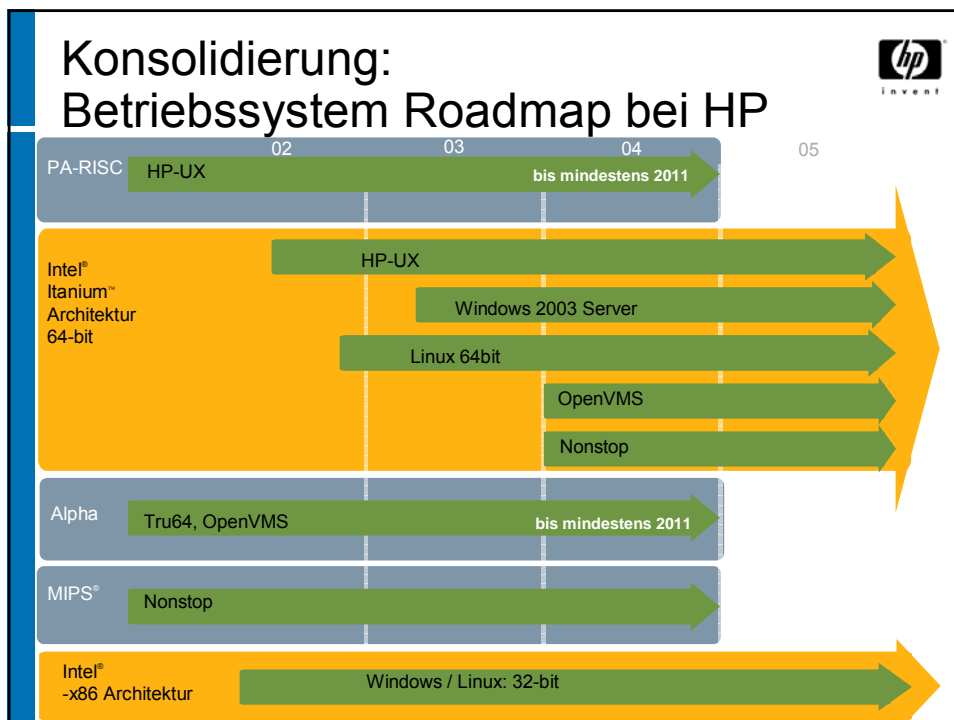 Konsolidierung:
Betriebssystem Roadmap bei HP
hp
invent
02 03 04 05
PA-RISC
HP-UX
bis mindestens 2011
Intel®
Itanium™
Architektur
64-bit
HP-UX
Windows 2003 Server
Linux 64bit
OpenVMS
Nonstop
Alpha
Tru64, OpenVMS
bis mindestens 2011
MIPS®
Nonstop
Intel®
-x86 Architektur
Windows / Linux: 32-bit